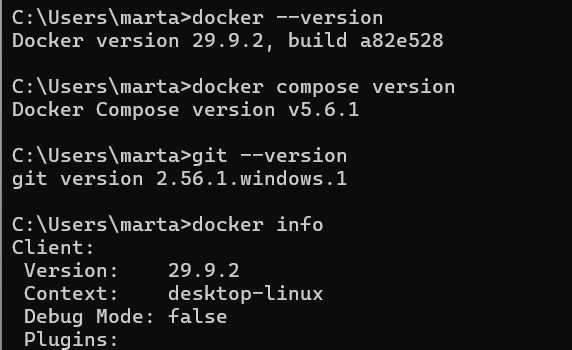 C:\Users\marta>docker --version
Docker version 29.9.2, build a82e528
C:\Users\marta>docker compose version
Docker Compose version v5.6.1
C:\Users\marta>git --version
git version 2.56.1.windows.1
C:\Users\marta>docker info
Client:
Version:    29.9.2
Context:    desktop-linux
Debug Mode: false
Plugins: